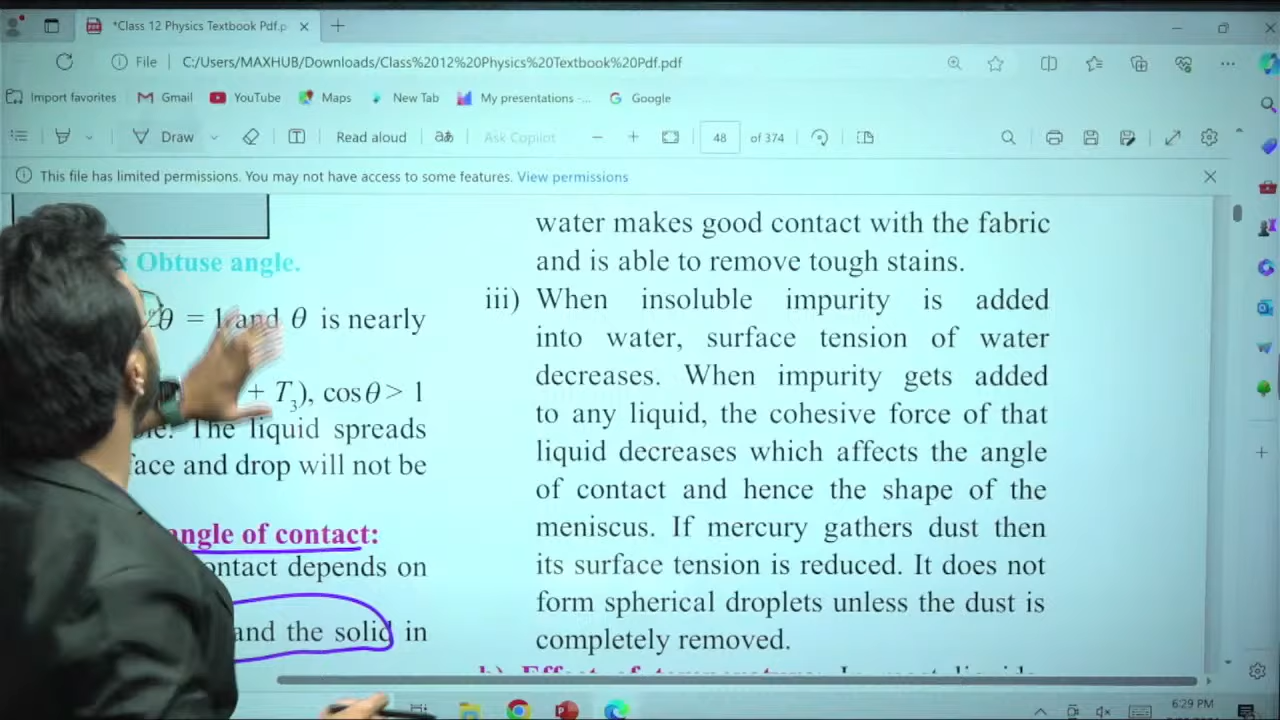 *Class 12 Physics Textbook Pdf.p
File
C:/Users/MAXHUB/Downloads/Class%2012%20Physics%20Textbook%20Pdf.pdf
Import favorites
Gmail
YouTube
Maps
New Tab
My presentations -...
Google
Draw
Read aloud
Ask Copilot
48
of 374
This file has limited permissions. You may not have access to some features. View permissions
Obtuse angle.
θ = 1 and θ is nearly
+ T3), cosθ > 1
The liquid spreads
face and drop will not be
angle of contact:
contact depends on
and the solid in
water makes good contact with the fabric
and is able to remove tough stains.
iii) When insoluble impurity is added
into water, surface tension of water
decreases. When impurity gets added
to any liquid, the cohesive force of that
liquid decreases which affects the angle
of contact and hence the shape of the
meniscus. If mercury gathers dust then
its surface tension is reduced. It does not
form spherical droplets unless the dust is
completely removed.
6:29 PM